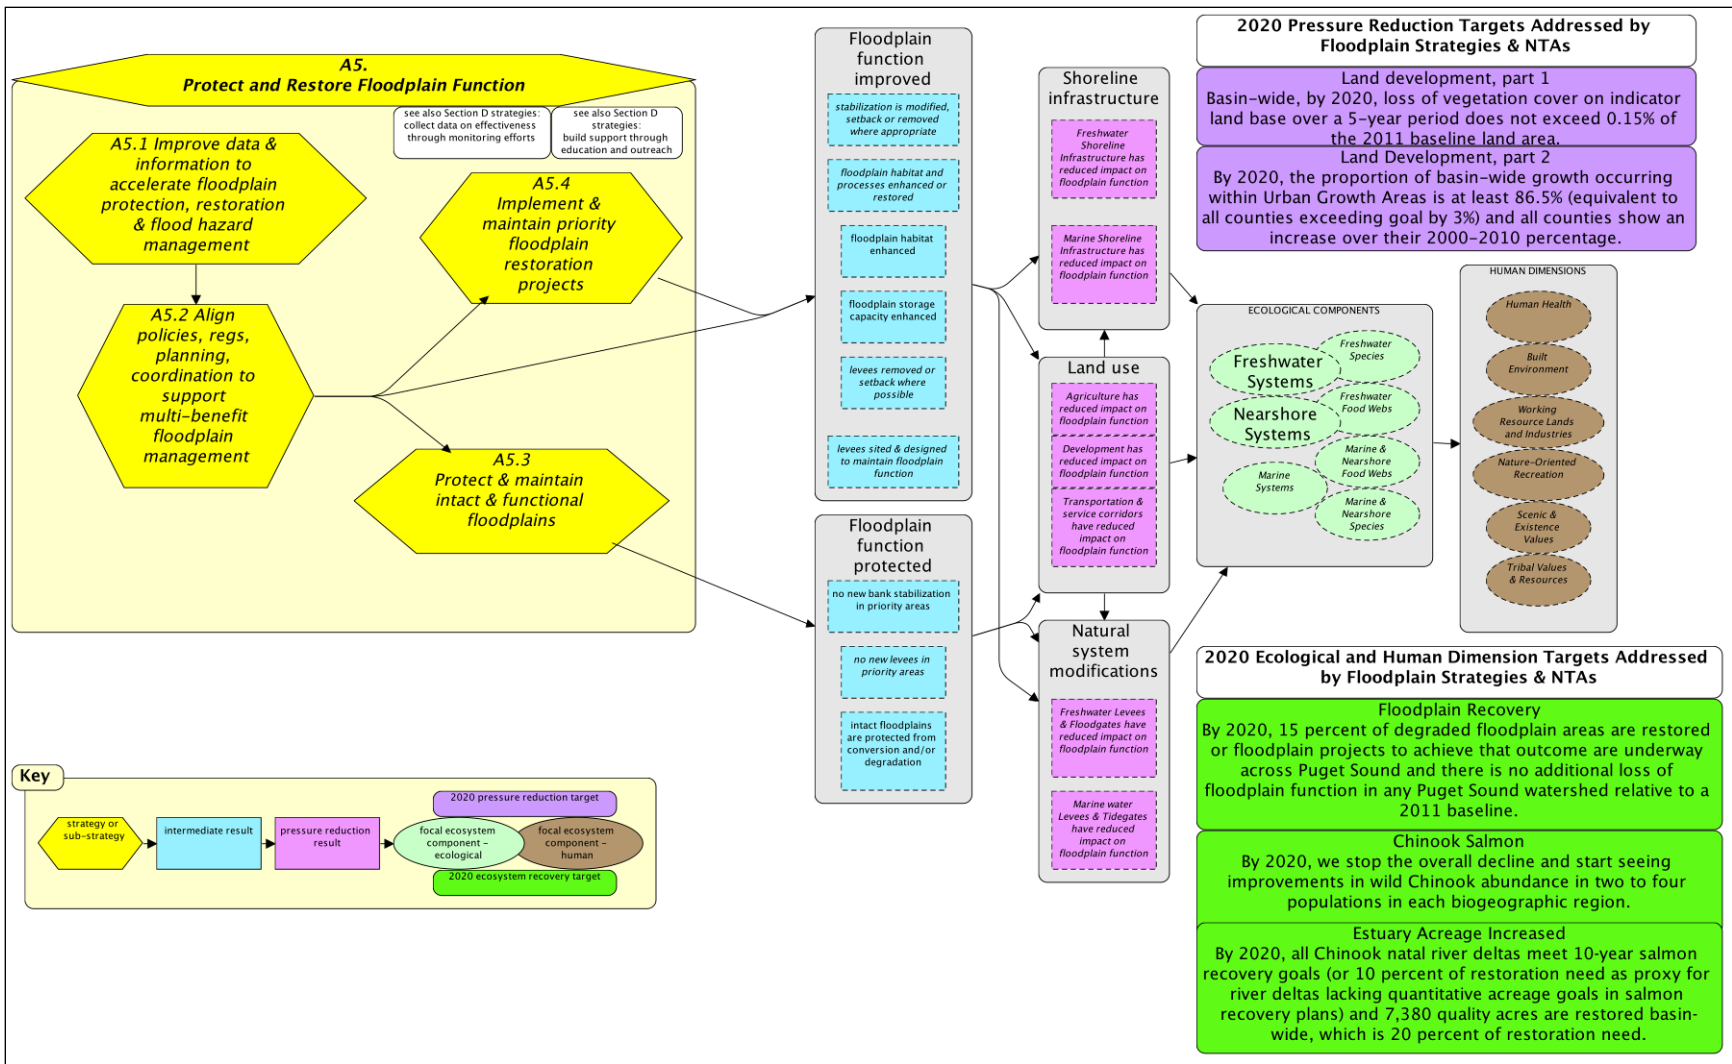 A5.
Protect and Restore Floodplain Function
see also Section D strategies:
collect data on effectiveness
through monitoring efforts
see also Section D
strategies:
build support through
education and outreach
A5.1 Improve data &
information to
accelerate floodplain
protection, restoration
& flood hazard
management
A5.4
Implement &
maintain priority
floodplain
restoration
projects
A5.2 Align
policies, regs,
planning,
coordination to
support
multi-benefit
floodplain
management
A5.3
Protect & maintain
intact & functional
floodplains
Floodplain
function
improved
stabilization is modified,
setback or removed
where appropriate
floodplain habitat and
processes enhanced or
restored
floodplain habitat
enhanced
floodplain storage
capacity enhanced
levees removed or
setback where
possible
levees sited & designed
to maintain floodplain
function
Floodplain
function
protected
no new bank stabilization
in priority areas
no new levees in
priority areas
intact floodplains
are protected from
conversion and/or
degradation
Shoreline
infrastructure
Freshwater
Shoreline
Infrastructure has
reduced impact on
floodplain function
Marine Shoreline
Infrastructure has
reduced impact on
floodplain function
Land use
Agriculture has
reduced impact on
floodplain function
Development has
reduced impact on
floodplain function
Transportation &
service corridors
have reduced
impact on
floodplain function
Natural
system
modifications
Freshwater Levees
& Floodgates have
reduced impact on
floodplain function
Marine water
Levees & Tidegates
have reduced
impact on
floodplain function
2020 Pressure Reduction Targets Addressed by
Floodplain Strategies & NTAs
Land development, part 1
Basin-wide, by 2020, loss of vegetation cover on indicator
land base over a 5-year period does not exceed 0.15% of
the 2011 baseline land area.
Land Development, part 2
By 2020, the proportion of basin-wide growth occurring
within Urban Growth Areas is at least 86.5% (equivalent to
all counties exceeding goal by 3%) and all counties show an
increase over their 2000-2010 percentage.
ECOLOGICAL COMPONENTS
Freshwater
Species
Freshwater
Systems
Freshwater
Food Webs
Nearshore
Systems
Marine &
Nearshore
Food Webs
Marine
Systems
Marine &
Nearshore
Species
HUMAN DIMENSIONS
Human Health
Built
Environment
Working
Resource Lands
and Industries
Nature-Oriented
Recreation
Scenic &
Existence
Values
Tribal Values
& Resources
2020 Ecological and Human Dimension Targets Addressed
by Floodplain Strategies & NTAs
Floodplain Recovery
By 2020, 15 percent of degraded floodplain areas are restored
or floodplain projects to achieve that outcome are underway
across Puget Sound and there is no additional loss of
floodplain function in any Puget Sound watershed relative to a
2011 baseline.
Chinook Salmon
By 2020, we stop the overall decline and start seeing
improvements in wild Chinook abundance in two to four
populations in each biogeographic region.
Estuary Acreage Increased
By 2020, all Chinook natal river deltas meet 10-year salmon
recovery goals (or 10 percent of restoration need as proxy for
river deltas lacking quantitative acreage goals in salmon
recovery plans) and 7,380 quality acres are restored basin-
wide, which is 20 percent of restoration need.
Key
strategy or
sub-strategy
intermediate result
pressure reduction
result
2020 pressure reduction target
focal ecosystem
component -
ecological
focal ecosystem
component -
human
2020 ecosystem recovery target